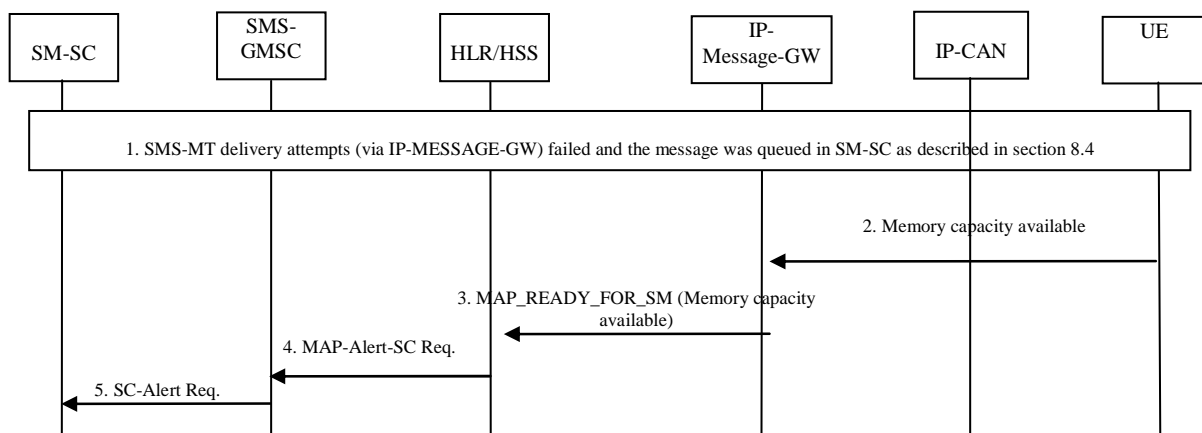 SM-SC
SMS-
GMSC
HLR/HSS
IP-
Message-GW
IP-CAN
UE
1. SMS-MT delivery attempts (via IP-MESSAGE-GW) failed and the message was queued in SM-SC as described in section 8.4
2. Memory capacity available
3. MAP_READY_FOR_SM (Memory capacity
available)
4. MAP-Alert-SC Req.
5. SC-Alert Req.